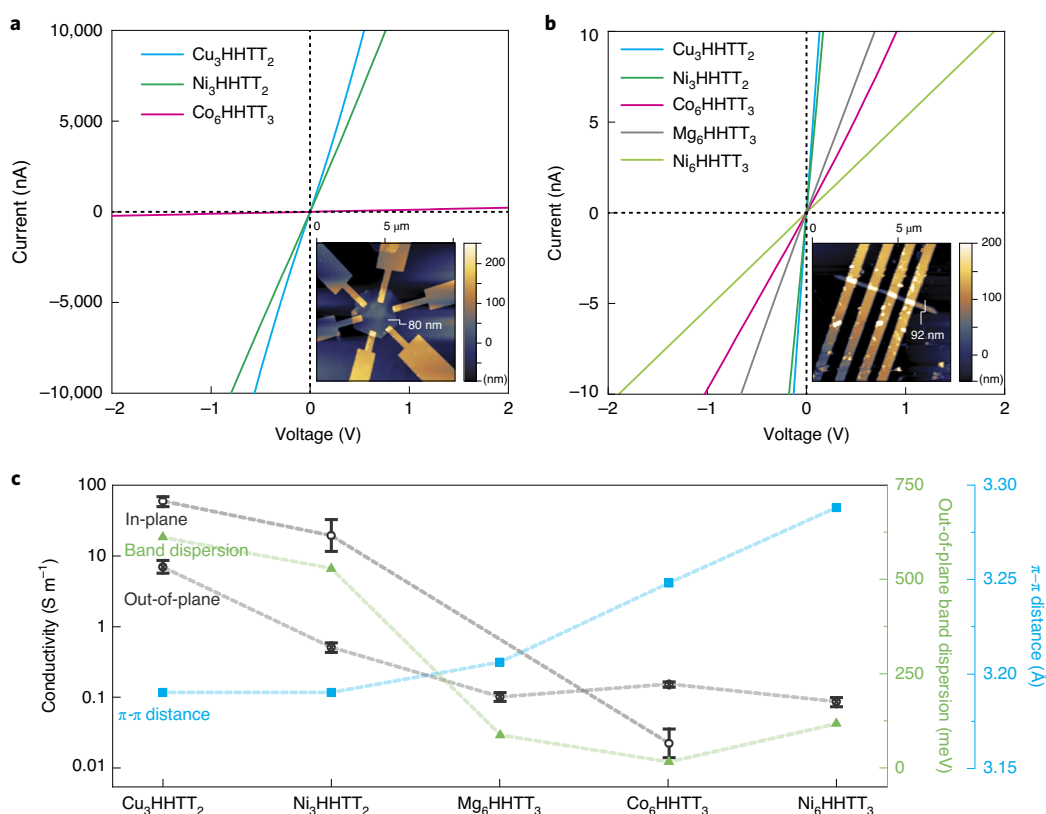 a
10,000
5,000
0
−5,000
−10,000
Current (nA)
Cu₃HHTT₂
Ni₃HHTT₂
Co₆HHTT₃
0 5 μm
200
100
0
(nm)
80 nm
−2 −1 0 1 2
Voltage (V)
b
10
5
0
−5
−10
Current (nA)
Cu₃HHTT₂
Ni₃HHTT₂
Co₆HHTT₃
Mg₆HHTT₃
Ni₆HHTT₃
0 5 μm
200
100
0
(nm)
92 nm
−2 −1 0 1 2
Voltage (V)
c
100
10
1
0.1
0.01
Conductivity (S m⁻¹)
In-plane
Band dispersion
Out-of-plane
π-π distance
750
500
250
0
Out-of-plane band
dispersion (meV)
3.30
3.25
3.20
3.15
π–π distance (Å)
Cu₃HHTT₂ Ni₃HHTT₂ Mg₆HHTT₃ Co₆HHTT₃ Ni₆HHTT₃